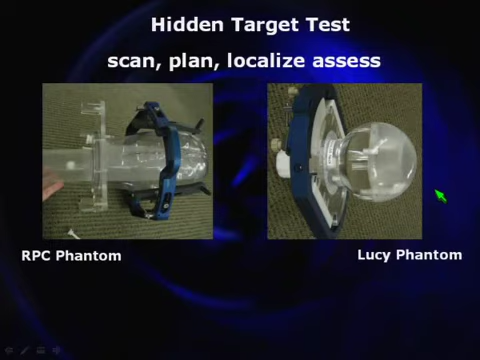 Hidden Target Test
scan, plan, localize assess
RPC Phantom
Lucy Phantom